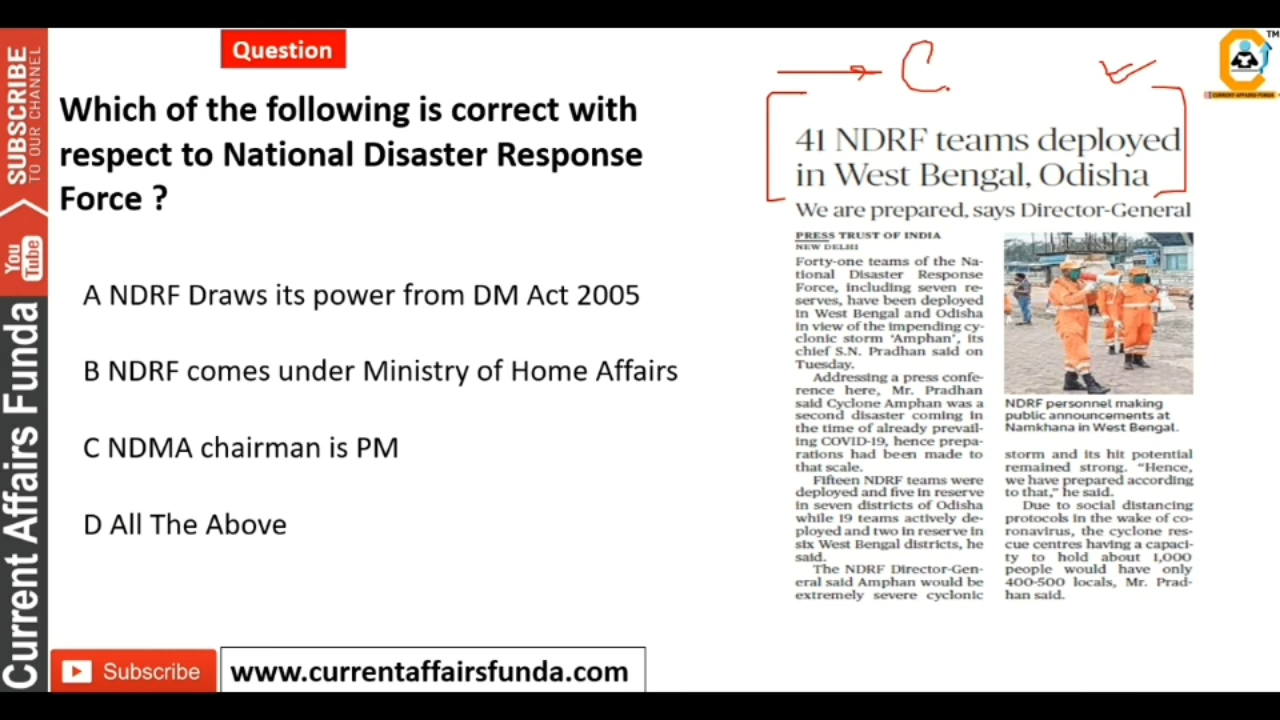 Question
Which of the following is correct with
respect to National Disaster Response
Force ?
A NDRF Draws its power from DM Act 2005
B NDRF comes under Ministry of Home Affairs
C NDMA chairman is PM
D All The Above
SUBSCRIBE
TO OUR CHANNEL
You
Tube
Current Affairs Funda
Subscribe
www.currentaffairsfunda.com
C
TM
CURRENT AFFAIRS FUNDA
41 NDRF teams deployed
in West Bengal, Odisha
We are prepared, says Director-General
PRESS TRUST OF INDIA
NEW DELHI
Forty-one teams of the Na-
tional Disaster Response
Force, including seven re-
serves, have been deployed
in West Bengal and Odisha
in view of the impending cy-
clonic storm ‘Amphan’, its
chief S.N. Pradhan said on
Tuesday.
Addressing a press confe-
rence here, Mr. Pradhan
said Cyclone Amphan was a
second disaster coming in
the time of already prevail-
ing COVID-19, hence prepa-
rations had been made to
that scale.
Fifteen NDRF teams were
deployed and five in reserve
in seven districts of Odisha
while 19 teams actively de-
ployed and two in reserve in
six West Bengal districts, he
said.
The NDRF Director-Gen-
eral said Amphan would be
extremely severe cyclonic
NDRF personnel making
public announcements at
Namkhana in West Bengal.
storm and its hit potential
remained strong. “Hence,
we have prepared according
to that,” he said.
Due to social distancing
protocols in the wake of co-
ronavirus, the cyclone res-
cue centres having a capaci-
ty to hold about 1,000
people would have only
400-500 locals, Mr. Prad-
han said.